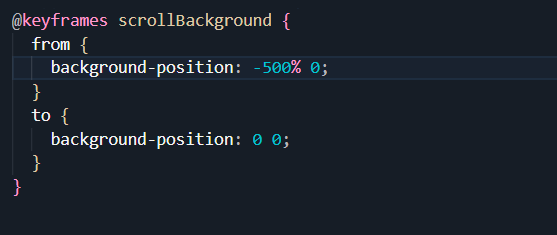 @keyframes scrollBackground {
from {
background-position: -500% 0;
}
to {
background-position: 0 0;
}
}